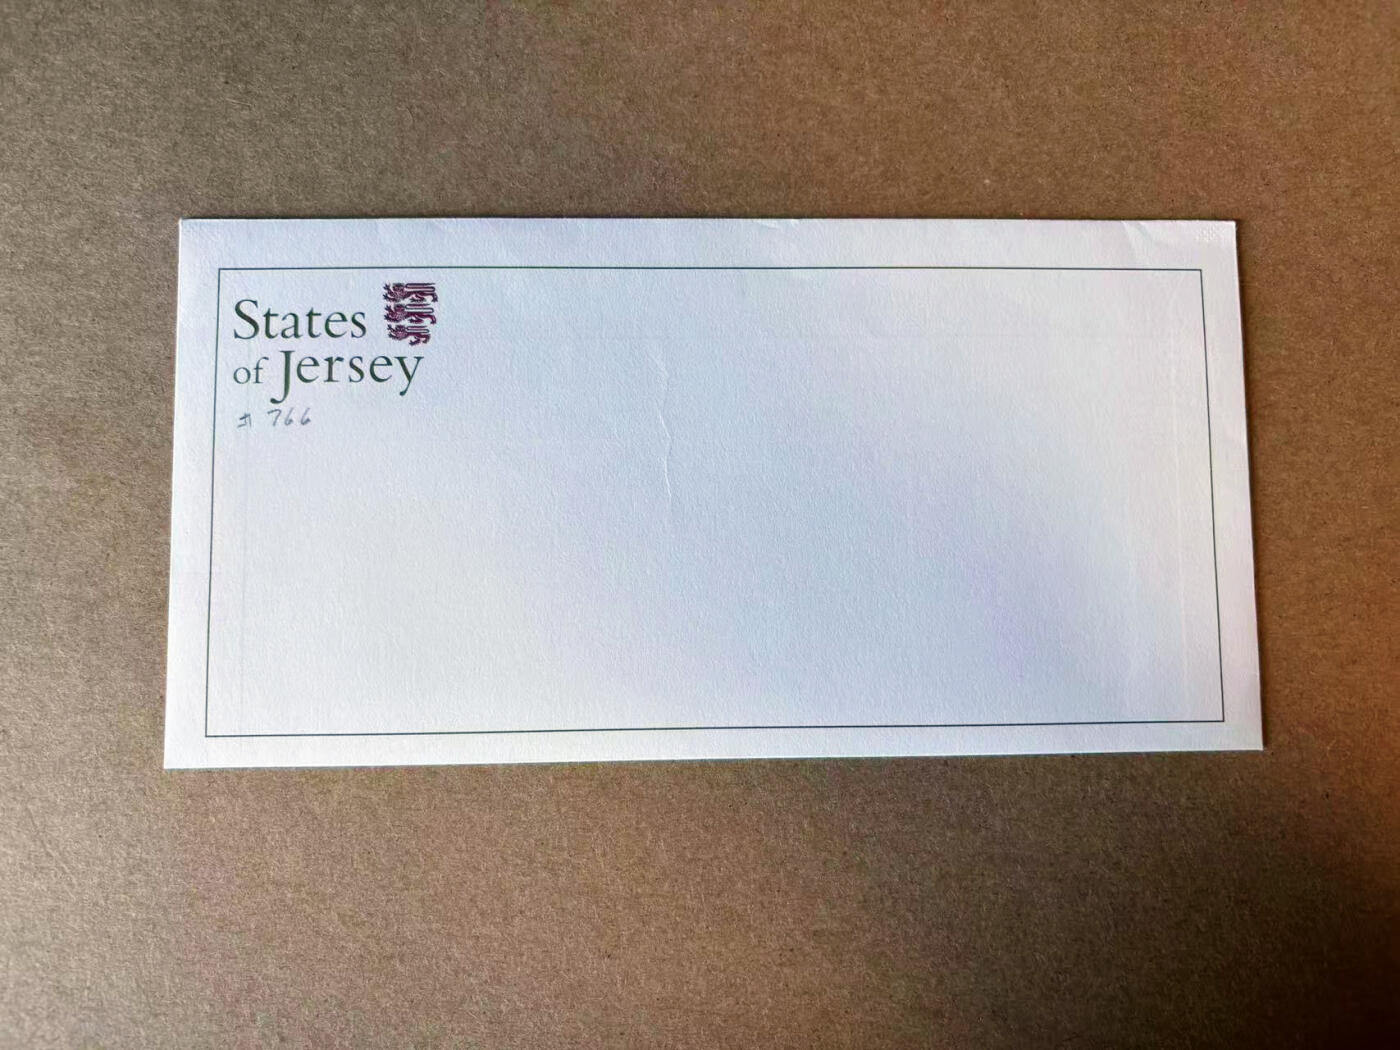 States
of Jersey
# 766